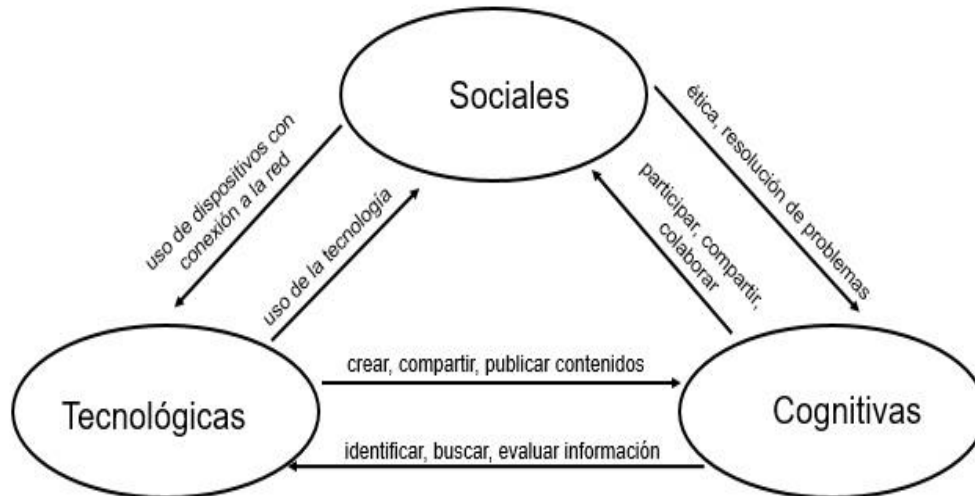 Sociales
uso de dispositivos con
conexión a la red
uso de la tecnología
participar, compartir,
colaborar
ética, resolución de problemas
Tecnológicas
crear, compartir, publicar contenidos
identificar, buscar, evaluar información
Cognitivas